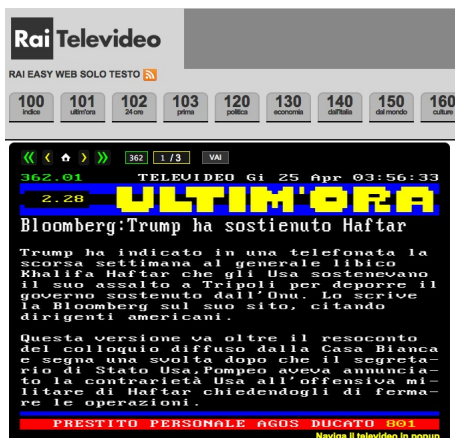 Rai Televideo
RAI EASY WEB SOLO TESTO
100 101 102 103 120 130 140 150 160
indice ultim'ora 24 ore prima politica economia dall'italia dal mondo culture
362 1 / 3 VAI
362.01 TELEVIDEO Gi 25 Apr 03:56:33
2.28 ULTIM'ORA
Bloomberg:Trump ha sostienuto Haftar
Trump ha indicato in una telefonata la
scorsa settimana al generale libico
Khalifa Haftar che gli Usa sostenevano
il suo assalto a Tripoli per deporre il
governo sostenuto dall'Onu. Lo scrive
la Bloomberg sul suo sito, citando
dirigenti americani.
Questa versione va oltre il resoconto
del colloquio diffuso dalla Casa Bianca
e segna una svolta dopo che il segreta-
rio di Stato Usa,Pompeo aveva annuncia-
to la contrarietà Usa all'offensiva mi-
litare di Haftar chiedendogli di ferma-
re le operazioni.
PRESTITO PERSONALE AGOS DUCATO 801
Naviga il televideo in popup